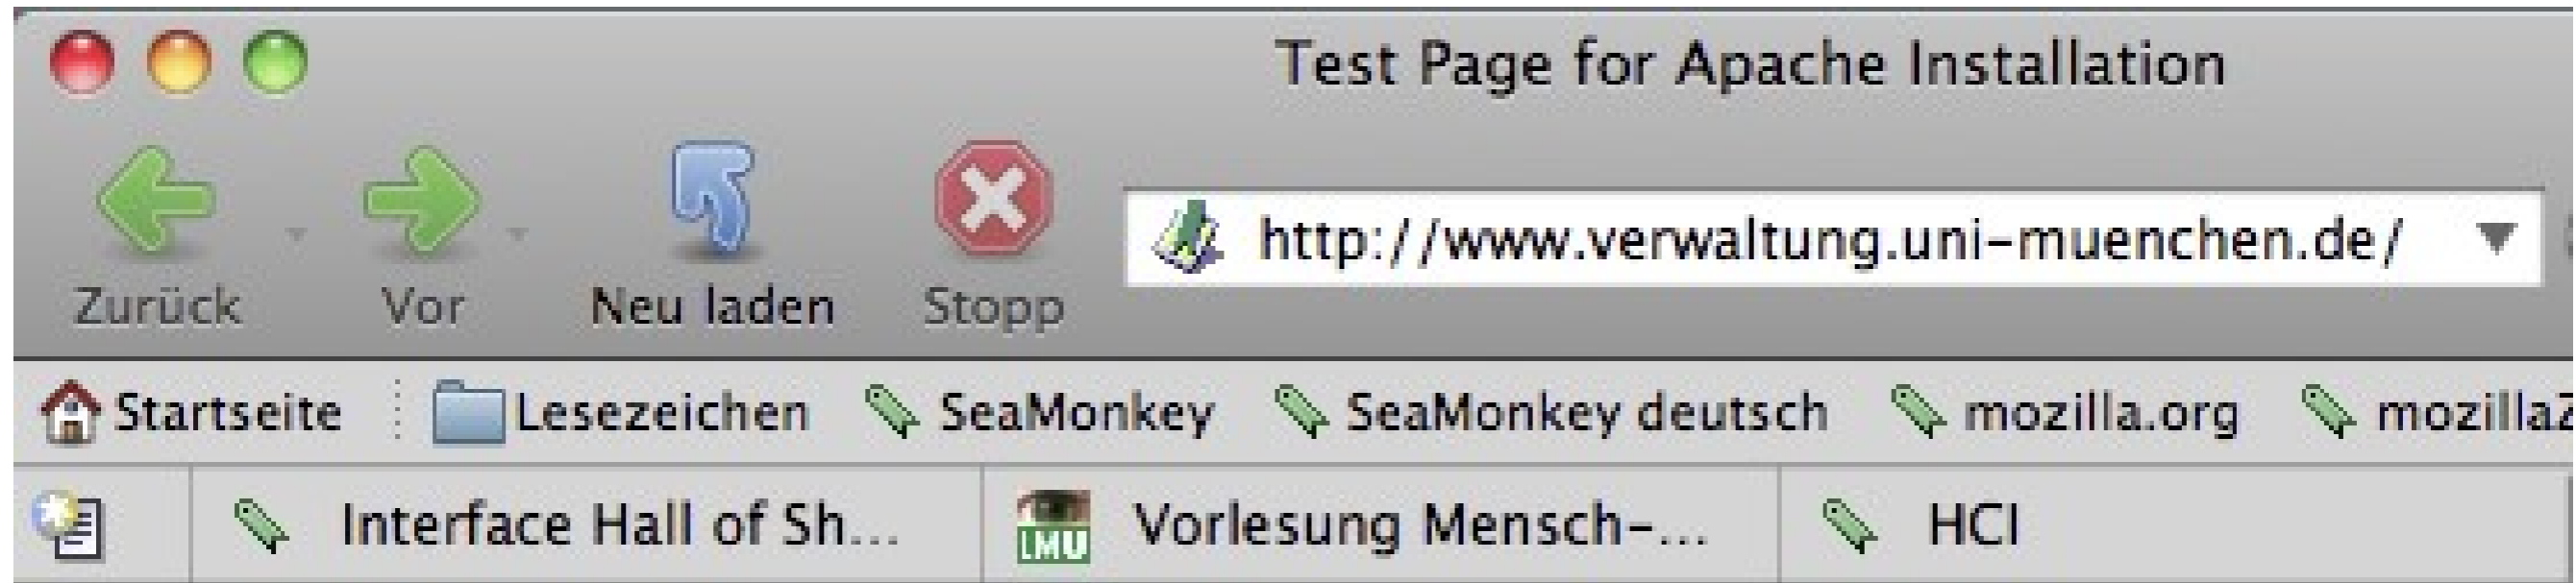 Test Page for Apache Installation
http://www.verwaltung.uni-muenchen.de/
Zurück Vor Neu laden Stopp
Startseite Lesezeichen SeaMonkey SeaMonkey deutsch mozilla.org mozillaZ
Interface Hall of Sh... LMU Vorlesung Mensch-... HCI